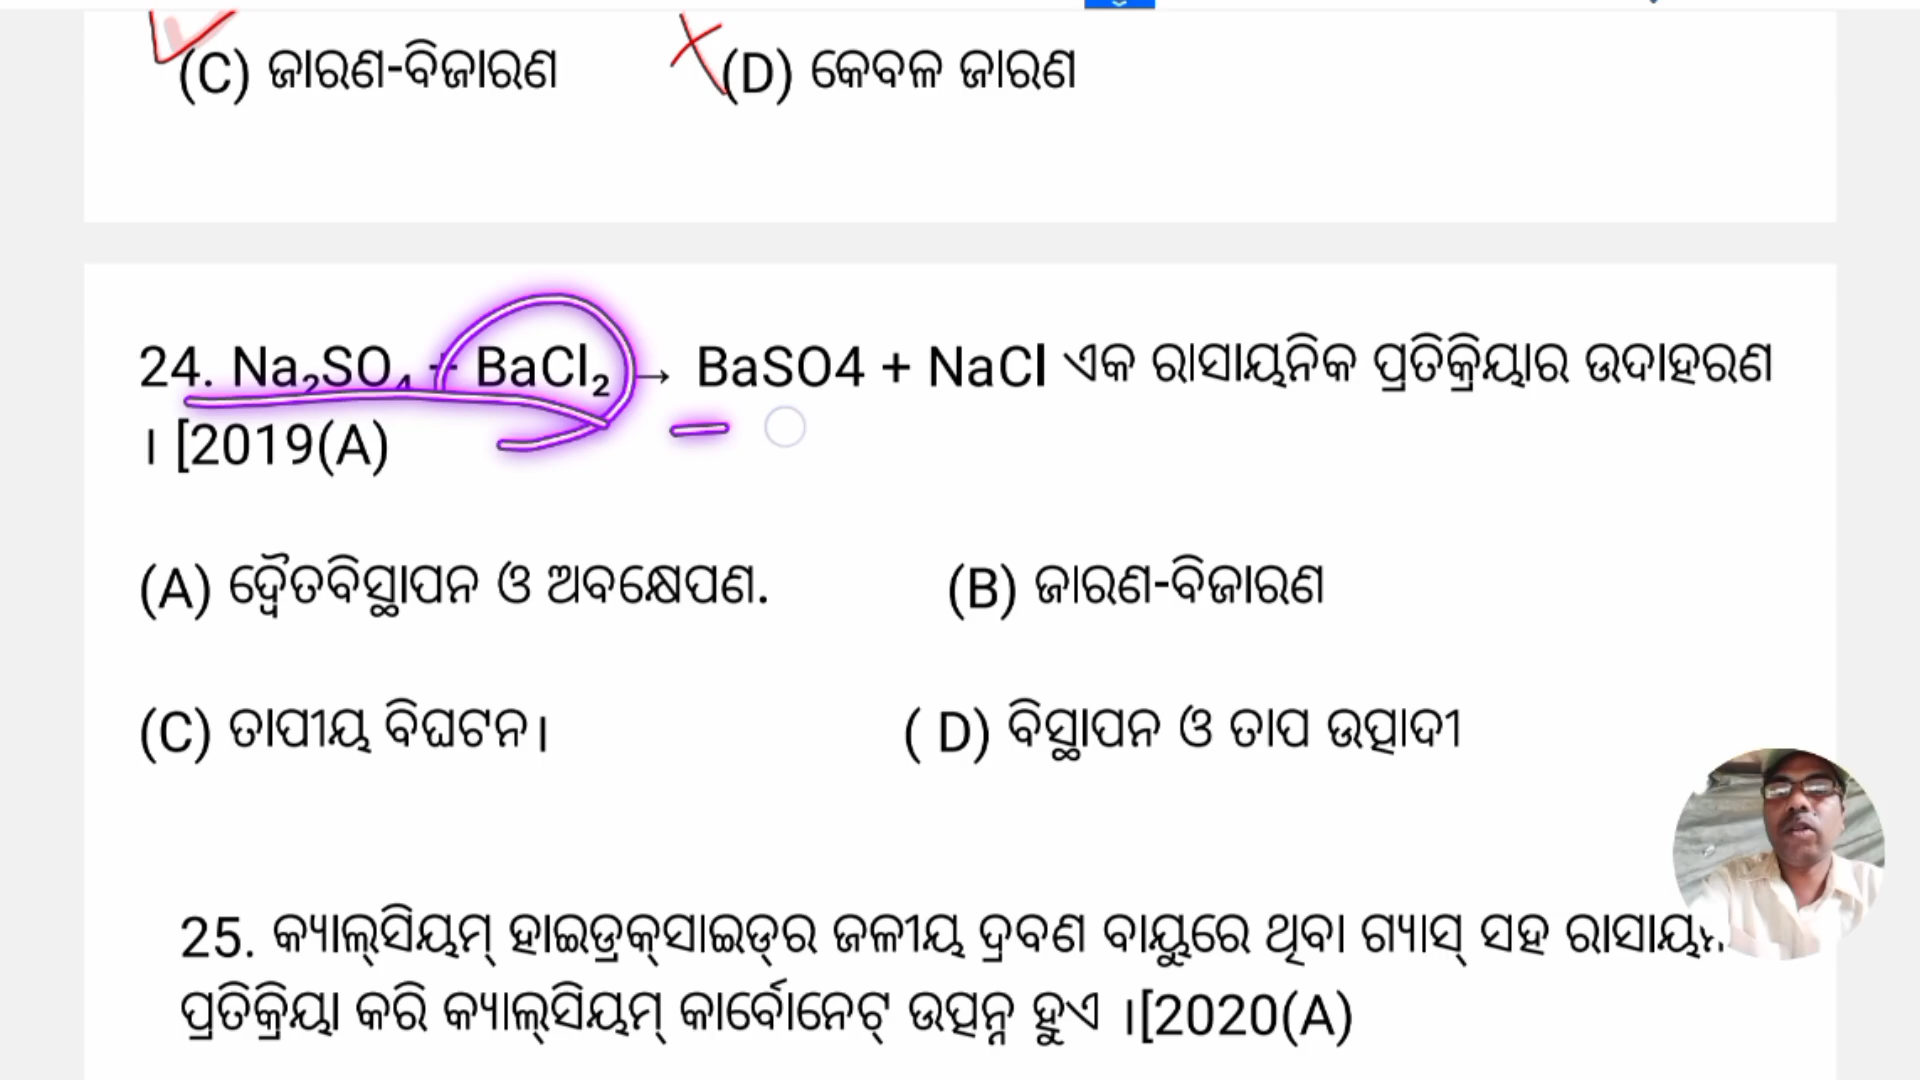 (C) ଜାରଣ-ବିଜାରଣ (D) କେବଳ ଜାରଣ
24. Na₂SO₄ + BaCl₂ → BaSO4 + NaCl ଏକ ରାସାୟନିକ ପ୍ରତିକ୍ରିୟାର ଉଦାହରଣ
। [2019(A)
(A) ଦ୍ବୈତବିସ୍ଥାପନ ଓ ଅବକ୍ଷେପଣ. (B) ଜାରଣ-ବିଜାରଣ
(C) ତାପୀୟ ବିଘଟନ। ( D) ବିସ୍ଥାପନ ଓ ତାପ ଉତ୍ପାଦୀ
25. କ୍ୟାଲ୍‌ସିୟମ୍ ହାଇଡ୍ରକ୍‌ସାଇଡ୍‌ର ଜଳୀୟ ଦ୍ରବଣ ବାୟୁରେ ଥିବା ଗ୍ୟାସ୍ ସହ
ପ୍ରତିକ୍ରିୟା କରି କ୍ୟାଲ୍‌ସିୟମ୍ କାର୍ବୋନେଟ୍ ଉତ୍ପନ୍ନ ହୁଏ ।[2020(A)